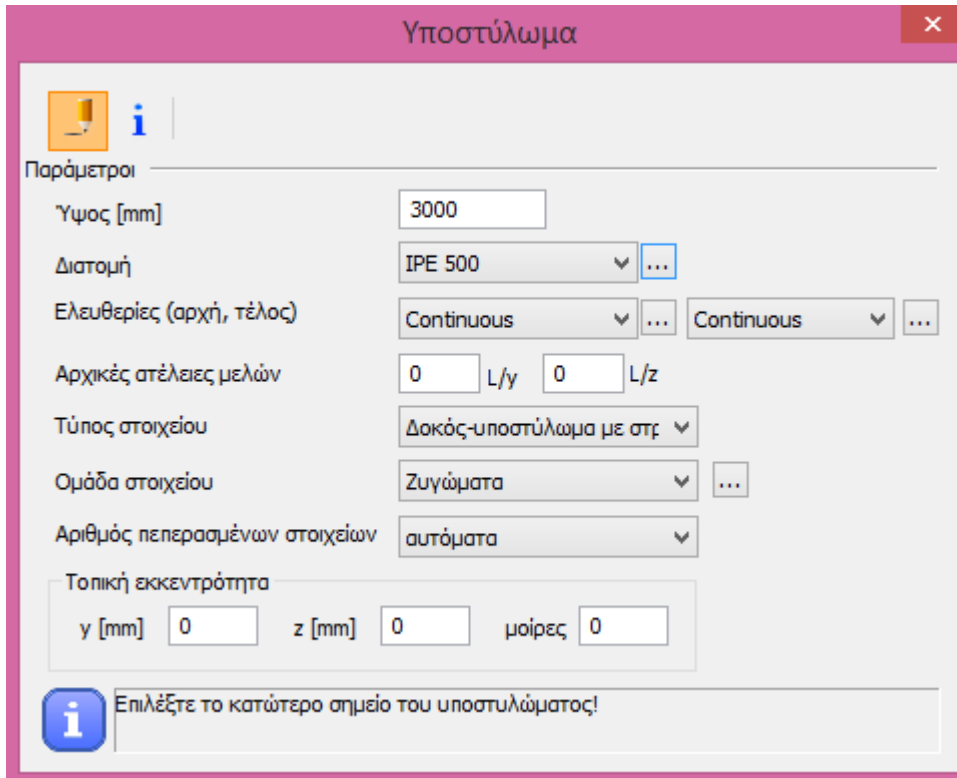 Υποστύλωμα
Παράμετροι
Ύψος [mm] 3000
Διατομή IPE 500 ...
Ελευθερίες (αρχή, τέλος) Continuous ... Continuous ...
Αρχικές ατέλειες μελών 0 L/y 0 L/z
Τύπος στοιχείου Δοκός-υποστύλωμα με στρ
Ομάδα στοιχείου Ζυγώματα ...
Αριθμός πεπερασμένων στοιχείων αυτόματα
Τοπική εκκεντρότητα
y [mm] 0 z [mm] 0 μοίρες 0
Επιλέξτε το κατώτερο σημείο του υποστυλώματος!